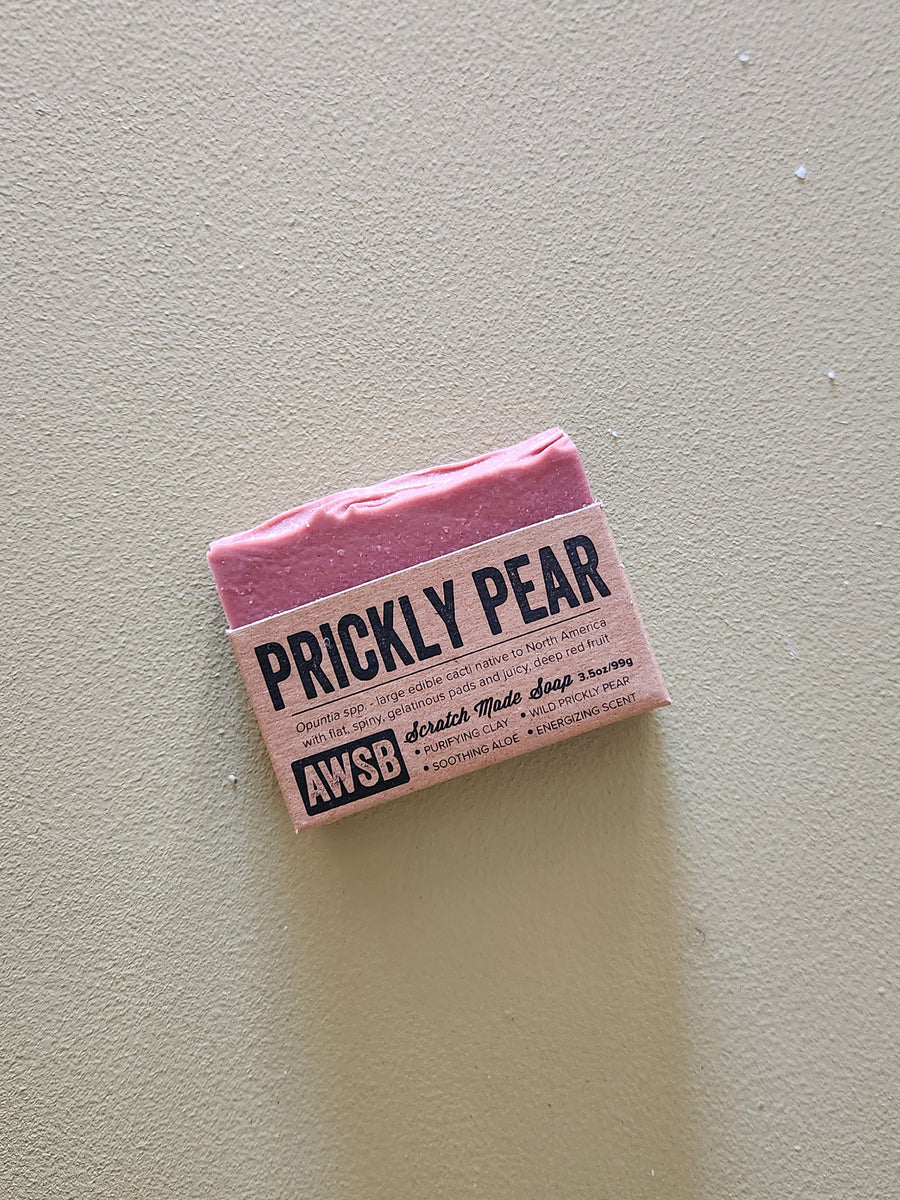 PRICKLY PEAR
Opuntia spp. - large edible cacti native to North America
with flat, spiny, gelatinous pads and juicy, deep red fruit
AWSB
Scratch Made Soap 3.5oz/99g
• PURIFYING CLAY • WILD PRICKLY PEAR
• SOOTHING ALOE • ENERGIZING SCENT